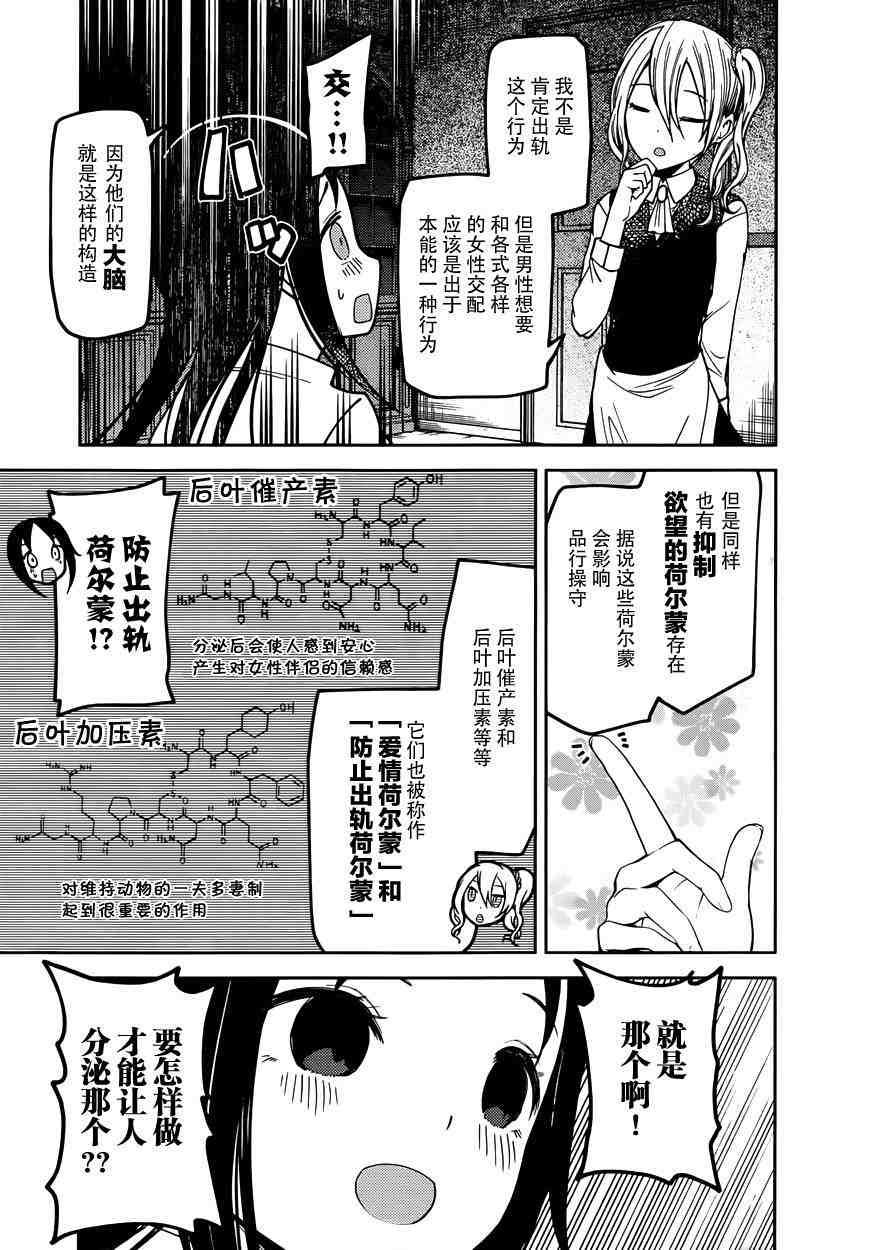 我不是
肯定出轨
这个行为
但是男性想要
和各式各样
的女性交配
应该是出于
本能的一种行为
交…!!
因为他们的大脑
就是这样的构造
但是同样
也有抑制
欲望的荷尔蒙存在
据说这些荷尔蒙
会影响
品行操守
后叶催产素和
后叶加压素等等
它们也被称作
「爱情荷尔蒙」和
「防止出轨荷尔蒙」
后叶催产素
分泌后会使人感到安心
产生对女性伴侣的信赖感
防止出轨
荷尔蒙!?
后叶加压素
对维持动物的一夫多妻制
起到很重要的作用
就是
那个啊!
要怎样做
才能让人
分泌那个??